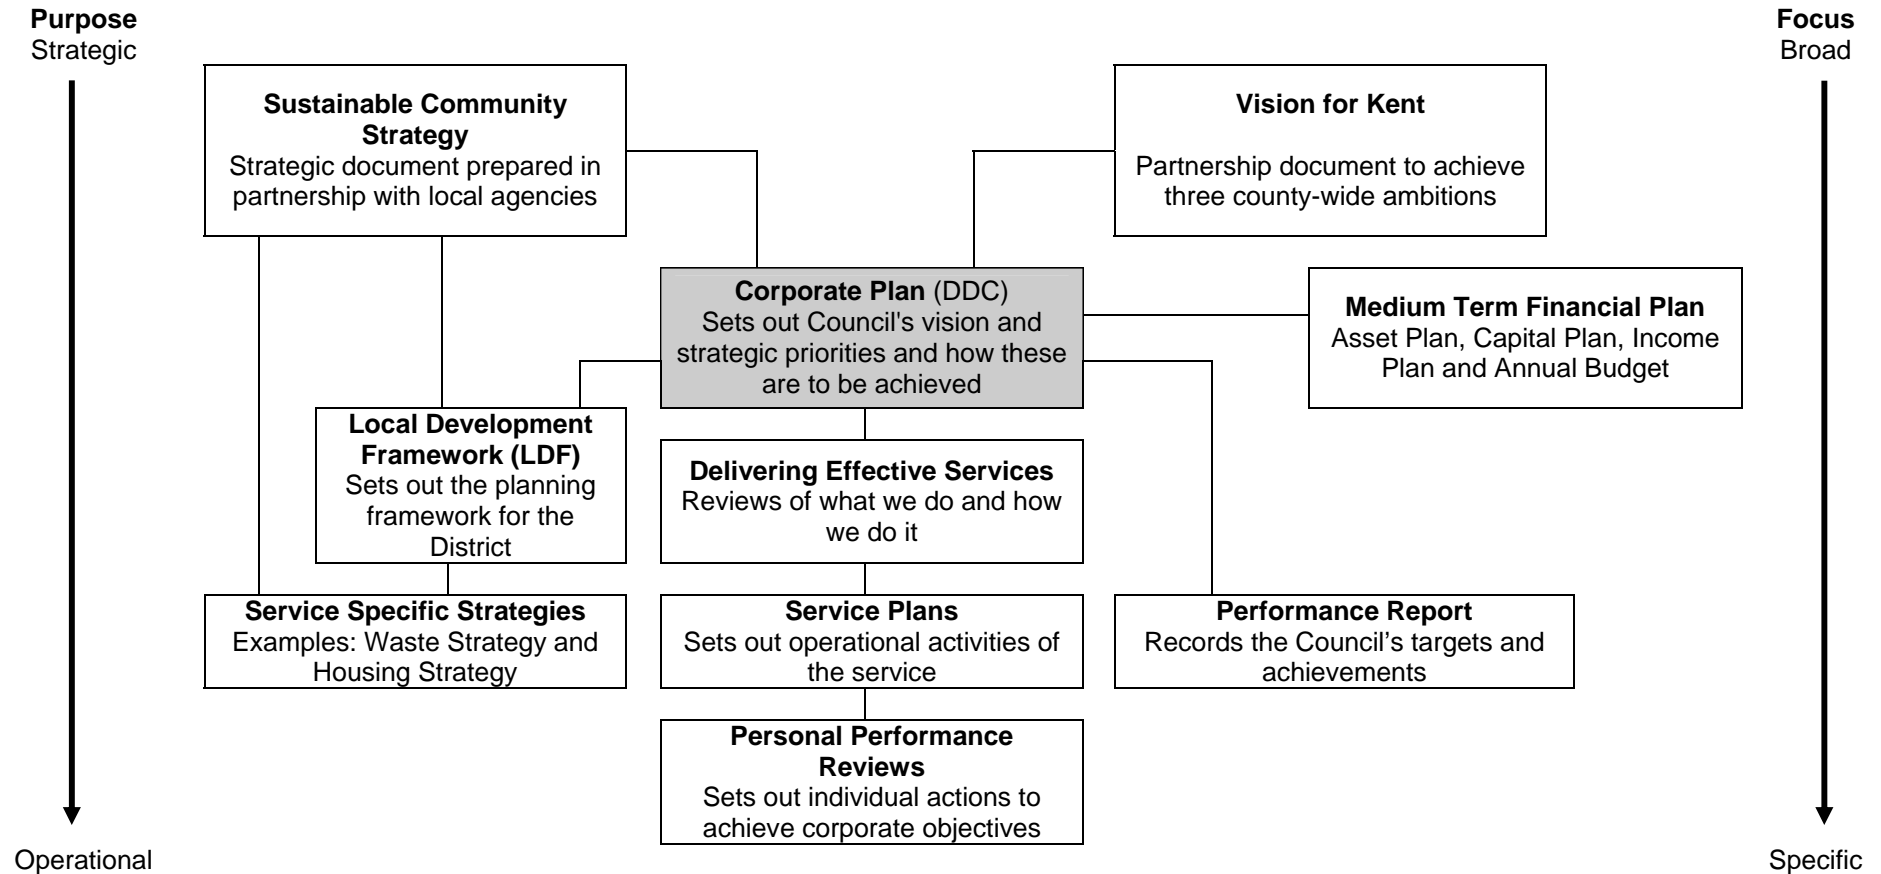 Purpose
Strategic
Focus
Broad
Sustainable Community
Strategy
Strategic document prepared in
partnership with local agencies
Vision for Kent
Partnership document to achieve
three county-wide ambitions
Corporate Plan (DDC)
Sets out Council's vision and
strategic priorities and how these
are to be achieved
Medium Term Financial Plan
Asset Plan, Capital Plan, Income
Plan and Annual Budget
Local Development
Framework (LDF)
Sets out the planning
framework for the
District
Delivering Effective Services
Reviews of what we do and how
we do it
Service Specific Strategies
Examples: Waste Strategy and
Housing Strategy
Service Plans
Sets out operational activities of
the service
Performance Report
Records the Council’s targets and
achievements
Personal Performance
Reviews
Sets out individual actions to
achieve corporate objectives
Operational
Specific